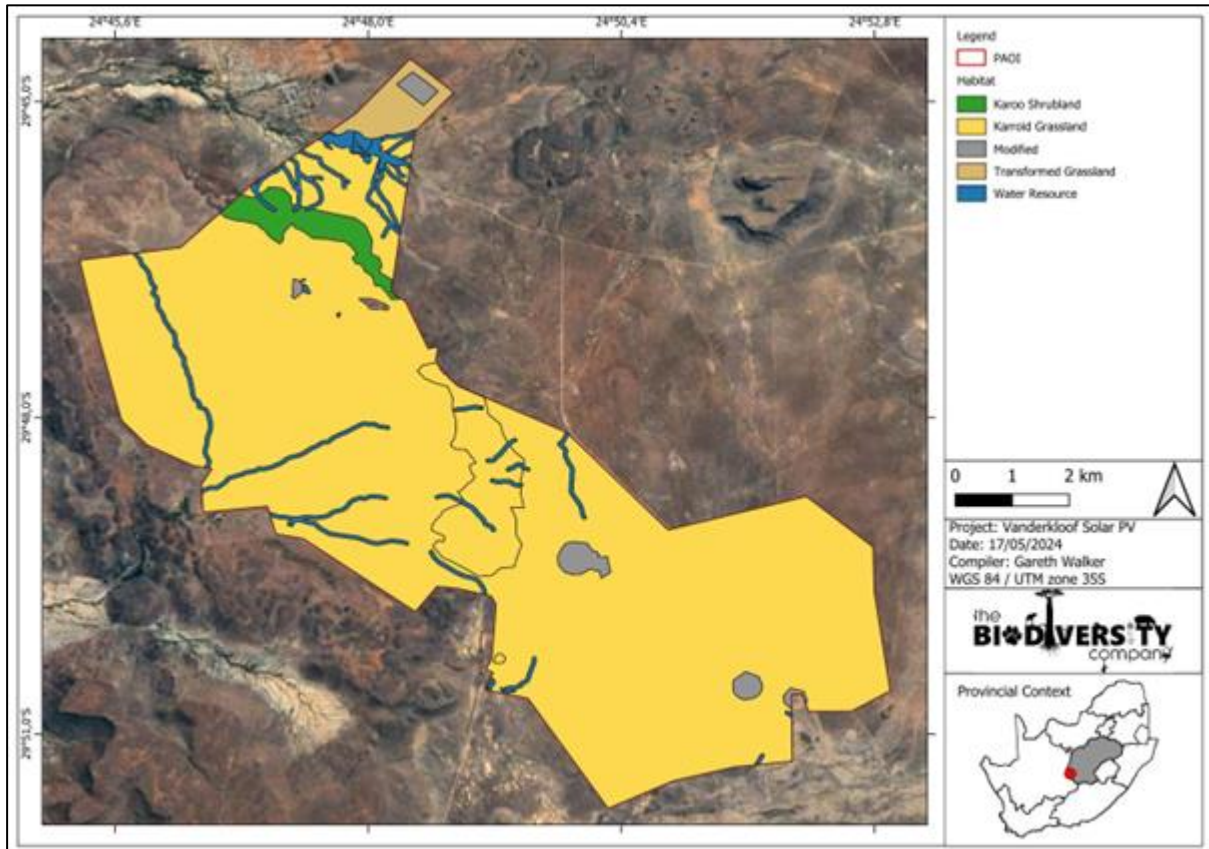 24°45,6'E 24°48,0'E 24°50,4'E 24°52,8'E
29°45,0'S
29°48,0'S
29°51,0'S
Legend
PAOI
Habitat
Karoo Shrubland
Karroid Grassland
Modified
Transformed Grassland
Water Resource
0 1 2 km
Project: Vanderkloof Solar PV
Date: 17/05/2024
Compiler: Gareth Walker
WGS 84 / UTM zone 35S
the
BIODIVERSITY
company
Provincial Context